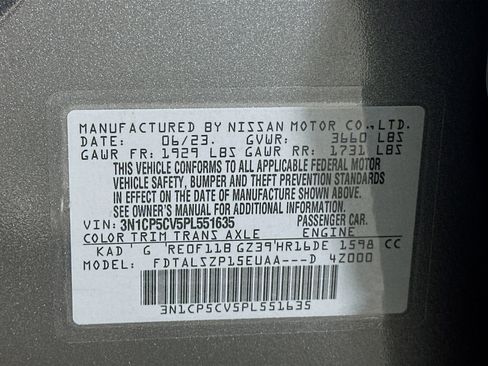 MANUFACTURED BY NISSAN MOTOR CO., LTD.
DATE: 06/23. GVWR: 3660 LBS
GAWR FR: 1929 LBS GAWR RR: 1731 LBS
THIS VEHICLE CONFORMS TO ALL APPLICABLE FEDERAL MOTOR
VEHICLE SAFETY, BUMPER AND THEFT PREVENTION STANDARDS
IN EFFECT ON THE DATE OF MANUFACTURE SHOWN ABOVE.
SEE OWNER'S MANUAL FOR ADDITIONAL INFORMATION.
VIN: 3N1CP5CV5PL551635 PASSENGER CAR.
COLOR TRIM TRANS AXLE ENGINE
KAD ' G 'RE0F11B GZ39'HR16DE 1598 CC
MODEL: FDTALSZP15EUAA---D 4Z000
3N1CP5CV5PL551635